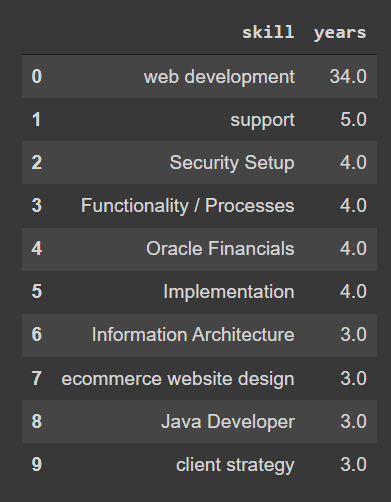 skill years
0 web development 34.0
1 support 5.0
2 Security Setup 4.0
3 Functionality / Processes 4.0
4 Oracle Financials 4.0
5 Implementation 4.0
6 Information Architecture 3.0
7 ecommerce website design 3.0
8 Java Developer 3.0
9 client strategy 3.0